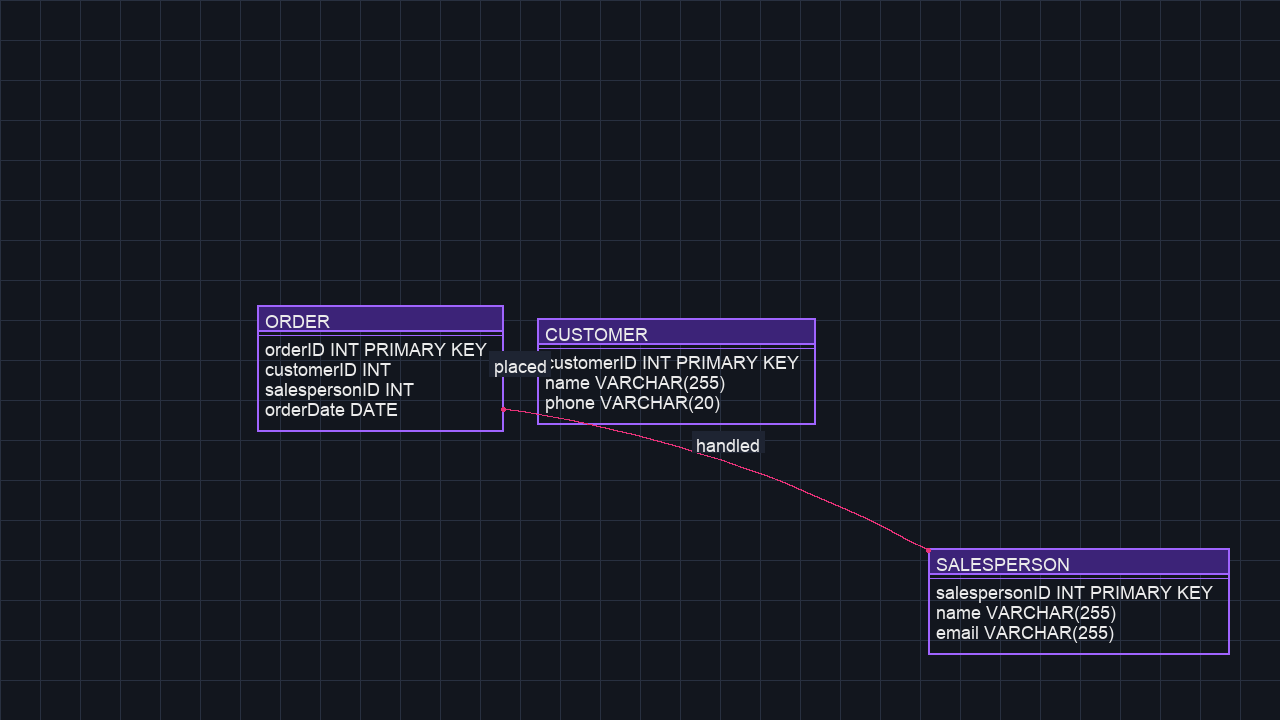 ORDER
orderID INT PRIMARY KEY
customerID INT
salespersonID INT
orderDate DATE
placed
CUSTOMER
customerID INT PRIMARY KEY
name VARCHAR(255)
phone VARCHAR(20)
handled
SALESPERSON
salespersonID INT PRIMARY KEY
name VARCHAR(255)
email VARCHAR(255)